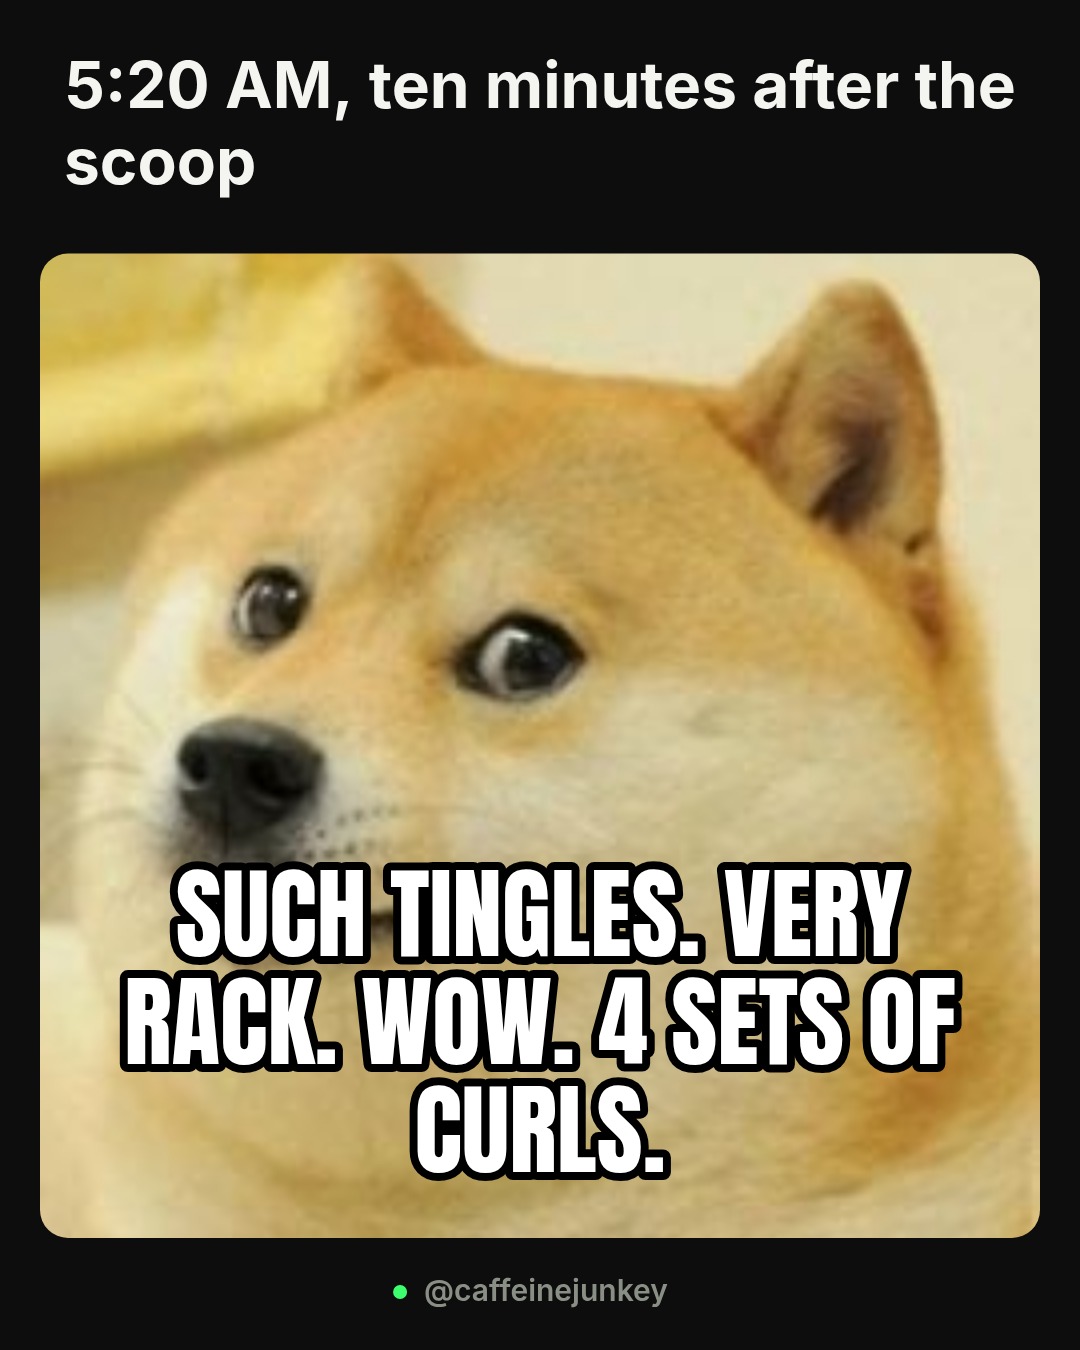 5:20 AM, ten minutes after the
scoop
SUCH TINGLES. VERY
RACK. WOW. 4 SETS OF
CURLS.
@caffeinejunkey